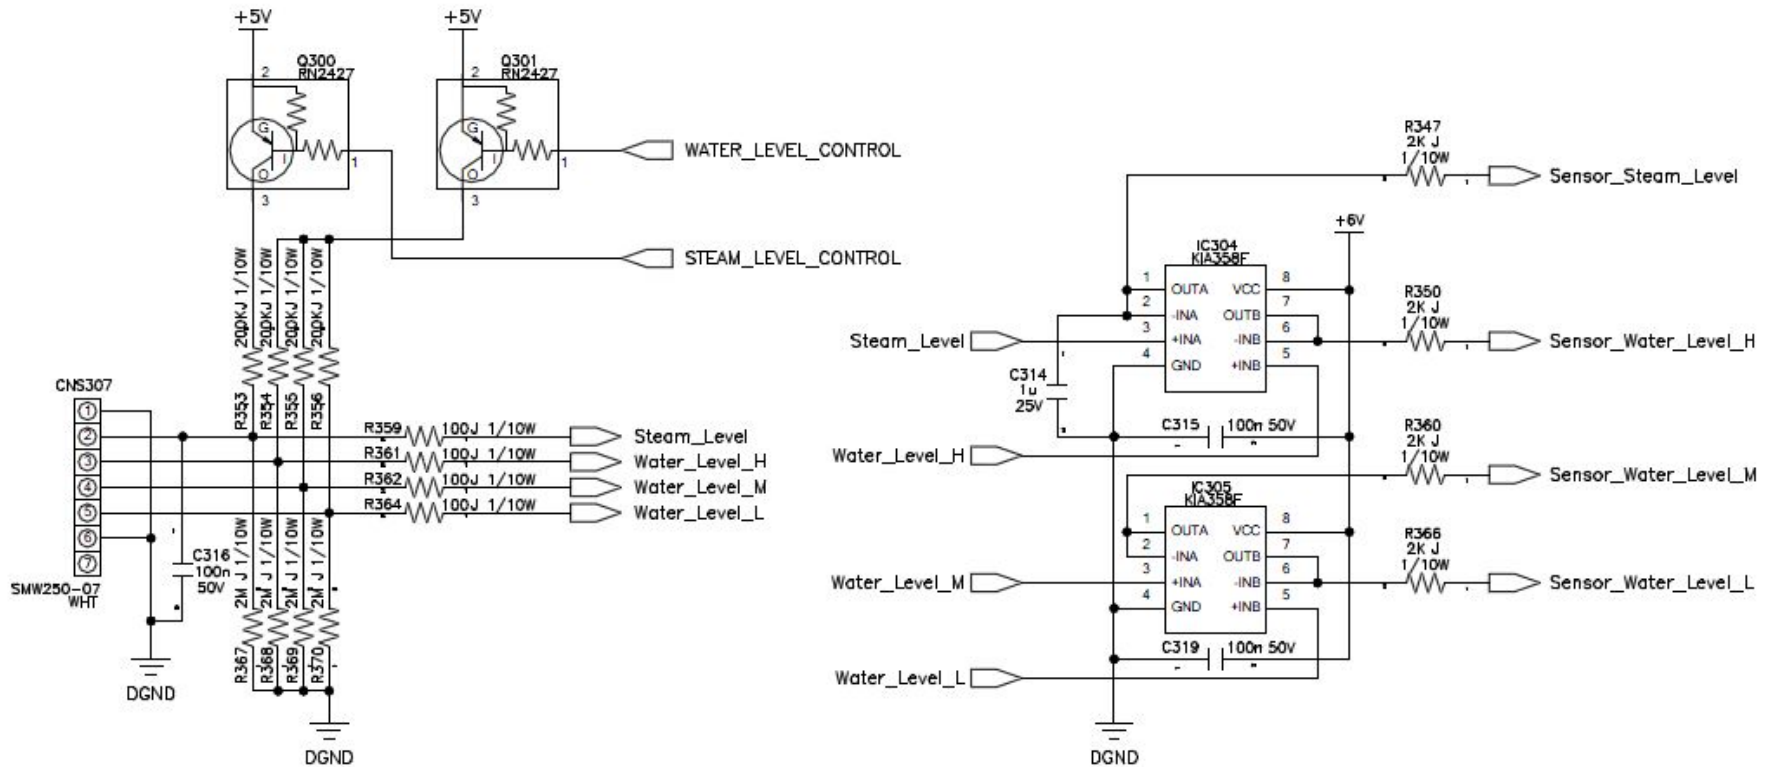 +5V
+5V
Q300
RN2427
Q301
RN2427
2
2
G
G
I
1
I
1
O
O
3
3
WATER_LEVEL_CONTROL
STEAM_LEVEL_CONTROL
200KJ 1/10W
200KJ 1/10W
200KJ 1/10W
200KJ 1/10W
R353
R354
R355
R356
CNS307
1
2
3
4
5
6
7
SMW250-07
WHT
R359 100J 1/10W Steam_Level
R361 100J 1/10W Water_Level_H
R362 100J 1/10W Water_Level_M
R364 100J 1/10W Water_Level_L
C316
100n
50V
2M J 1/10W
2M J 1/10W
2M J 1/10W
2M J 1/10W
R367
R368
R369
R370
DGND
DGND
R347
2K J
1/10W
Sensor_Steam_Level
+6V
IC304
KIA358F
1 OUTA VCC 8
2 -INA OUTB 7
3 +INA -INB 6
4 GND +INB 5
R350
2K J
1/10W
Steam_Level
Sensor_Water_Level_H
C314
1u
25V
C315 100n 50V
Water_Level_H
R360
2K J
1/10W
Sensor_Water_Level_M
IC305
KIA358F
1 OUTA VCC 8
2 -INA OUTB 7
3 +INA -INB 6
4 GND +INB 5
R366
2K J
1/10W
Water_Level_M
Sensor_Water_Level_L
C319 100n 50V
Water_Level_L
DGND